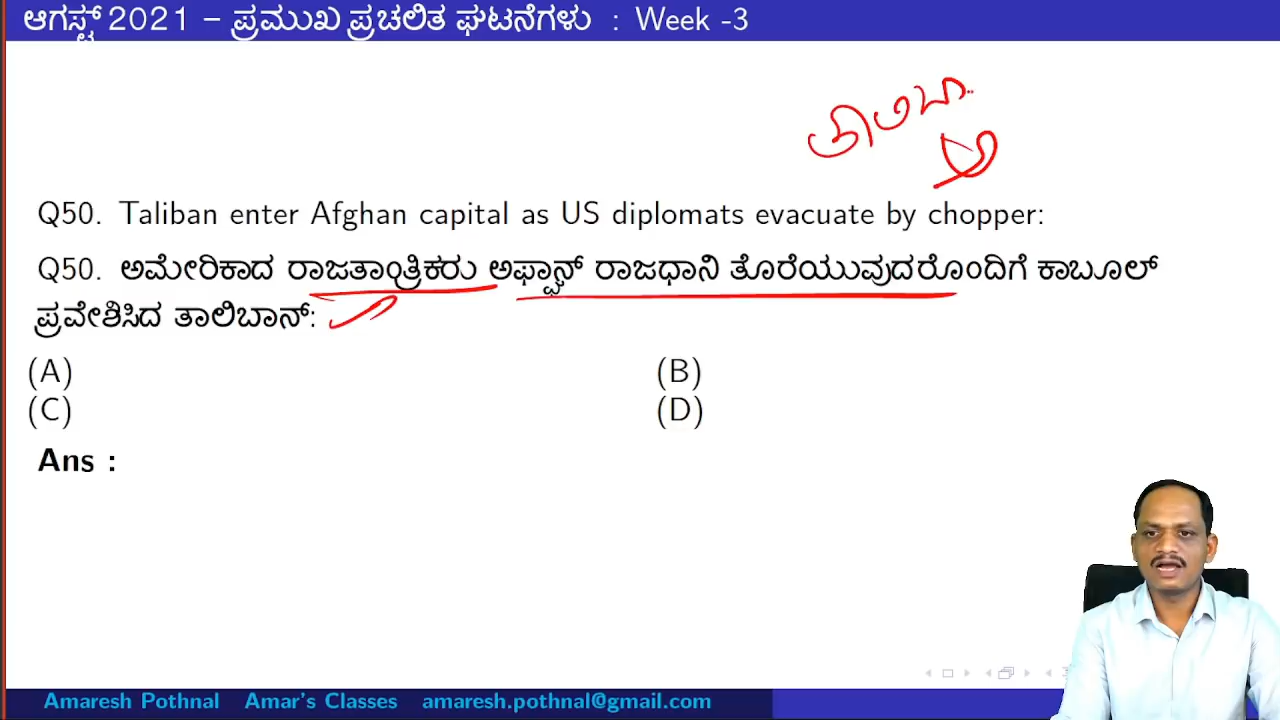 ಆಗಸ್ಟ್ 2021 – ಪ್ರಮುಖ ಪ್ರಚಲಿತ ಘಟನೆಗಳು : Week -3
Q50. Taliban enter Afghan capital as US diplomats evacuate by chopper:
Q50. ಅಮೇರಿಕಾದ ರಾಜತಾಂತ್ರಿಕರು ಅಫ್ಘಾನ್ ರಾಜಧಾನಿ ತೊರೆಯುವುದರೊಂದಿಗೆ ಕಾಬೂಲ್
ಪ್ರವೇಶಿಸಿದ ತಾಲಿಬಾನ್:
(A) (B)
(C) (D)
Ans :
Amaresh Pothnal Amar's Classes amaresh.pothnal@gmail.com